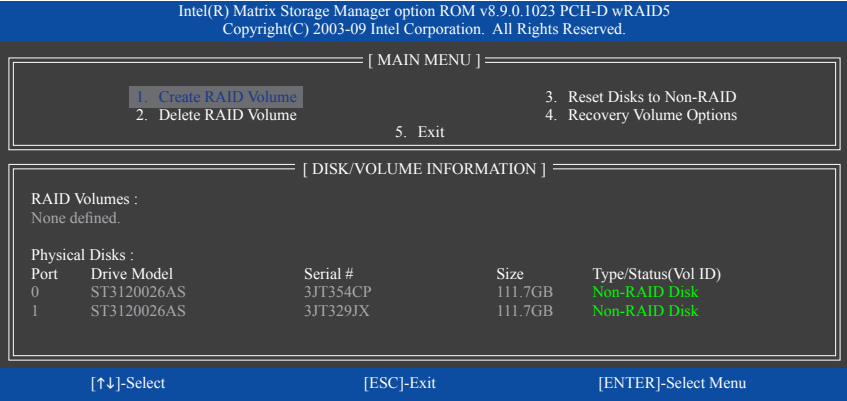 Intel(R) Matrix Storage Manager option ROM v8.9.0.1023 PCH-D wRAID5
Copyright(C) 2003-09 Intel Corporation. All Rights Reserved.
[ MAIN MENU ]
1. Create RAID Volume 3. Reset Disks to Non-RAID
2. Delete RAID Volume 4. Recovery Volume Options
5. Exit
[ DISK/VOLUME INFORMATION ]
RAID Volumes :
None defined.
Physical Disks :
Port Drive Model Serial # Size Type/Status(Vol ID)
0 ST3120026AS 3JT354CP 111.7GB Non-RAID Disk
1 ST3120026AS 3JT329JX 111.7GB Non-RAID Disk
[↑↓]-Select [ESC]-Exit [ENTER]-Select Menu